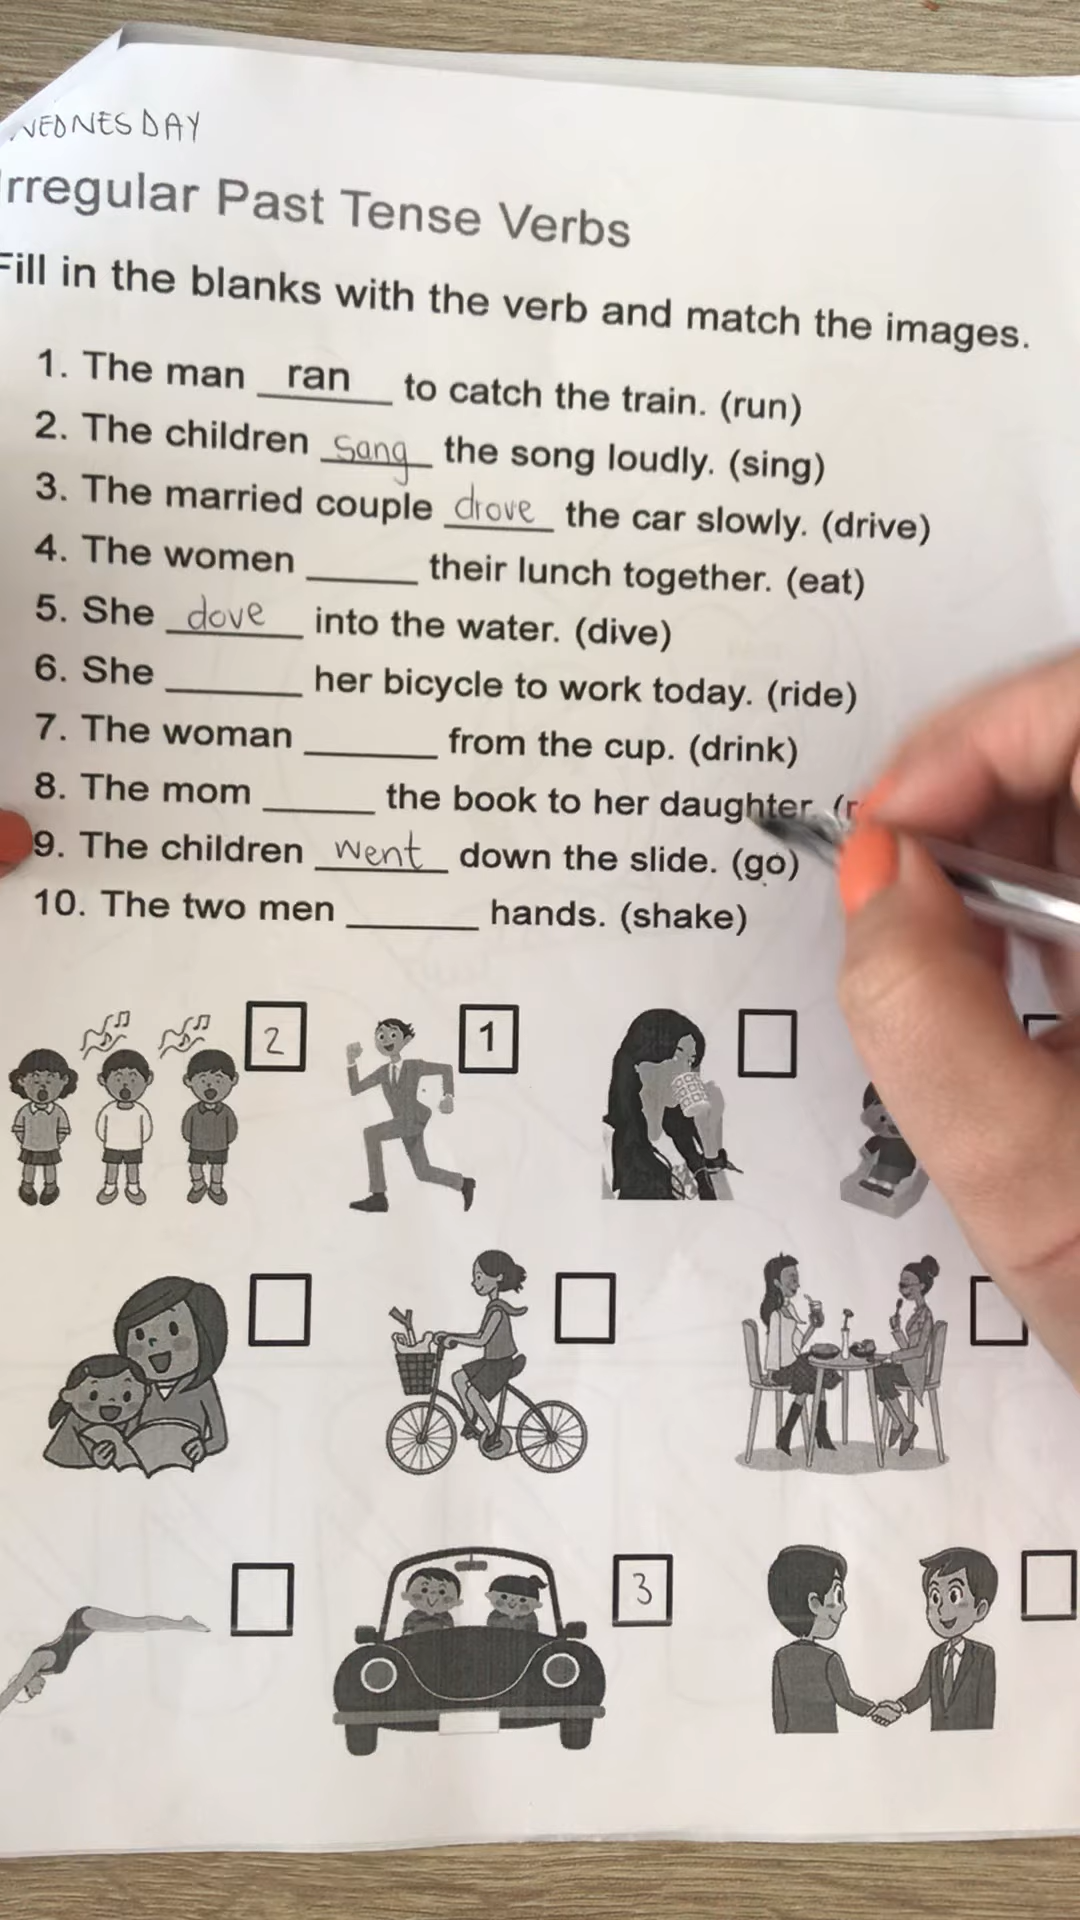 WEDNESDAY
Irregular Past Tense Verbs
Fill in the blanks with the verb and match the images.
1. The man ran to catch the train. (run)
2. The children sang the song loudly. (sing)
3. The married couple drove the car slowly. (drive)
4. The women _____ their lunch together. (eat)
5. She dove into the water. (dive)
6. She ______ her bicycle to work today. (ride)
7. The woman ______ from the cup. (drink)
8. The mom _____ the book to her daughter. (r
9. The children went down the slide. (go)
10. The two men ______ hands. (shake)
2 1
3